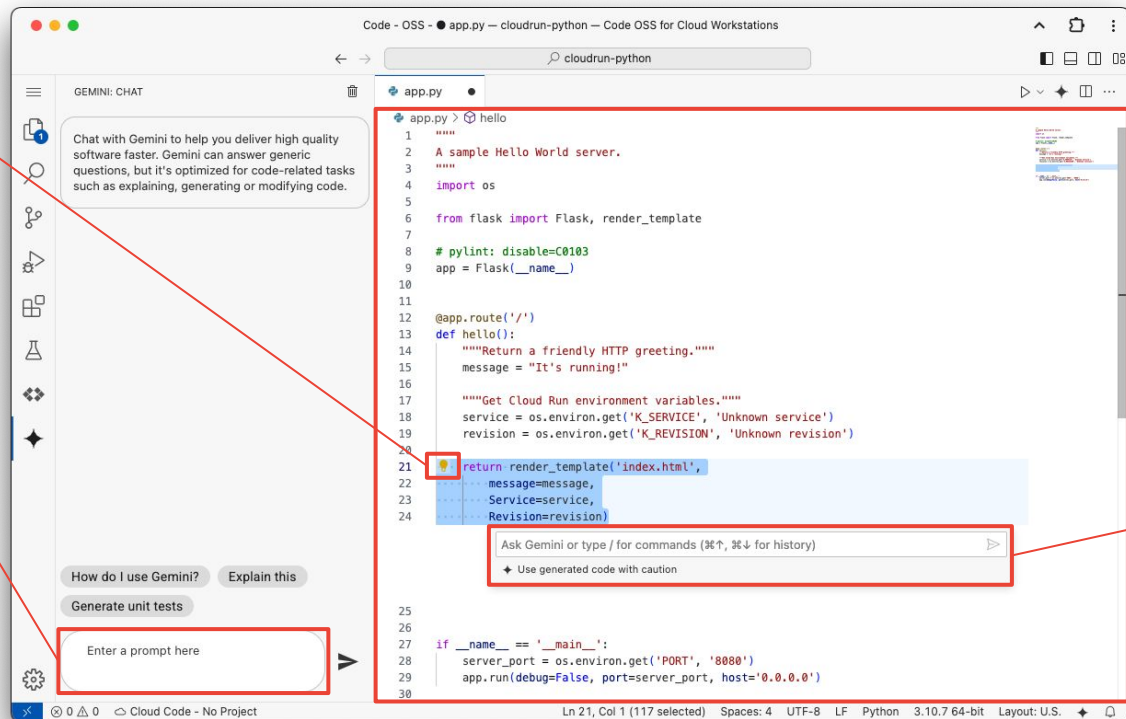 Code - OSS - ● app.py — cloudrun-python — Code OSS for Cloud Workstations
cloudrun-python
GEMINI: CHAT
app.py ●
1
Chat with Gemini to help you deliver high quality
software faster. Gemini can answer generic
questions, but it's optimized for code-related tasks
such as explaining, generating or modifying code.
How do I use Gemini?
Explain this
Generate unit tests
Enter a prompt here
app.py > hello
1 """
2 A sample Hello World server.
3 """
4 import os
5
6 from flask import Flask, render_template
7
8 # pylint: disable=C0103
9 app = Flask(__name__)
10
11
12 @app.route('/')
13 def hello():
14     """Return a friendly HTTP greeting."""
15     message = "It's running!"
16
17     """Get Cloud Run environment variables."""
18     service = os.environ.get('K_SERVICE', 'Unknown service')
19     revision = os.environ.get('K_REVISION', 'Unknown revision')
20
21     return render_template('index.html',
22         message=message,
23         Service=service,
24         Revision=revision)
Ask Gemini or type / for commands (⌘↑, ⌘↓ for history)
Use generated code with caution
25
26
27 if __name__ == '__main__':
28     server_port = os.environ.get('PORT', '8080')
29     app.run(debug=False, port=server_port, host='0.0.0.0')
30
0 0 Cloud Code - No Project
Ln 21, Col 1 (117 selected) Spaces: 4 UTF-8 LF Python 3.10.7 64-bit Layout: U.S.